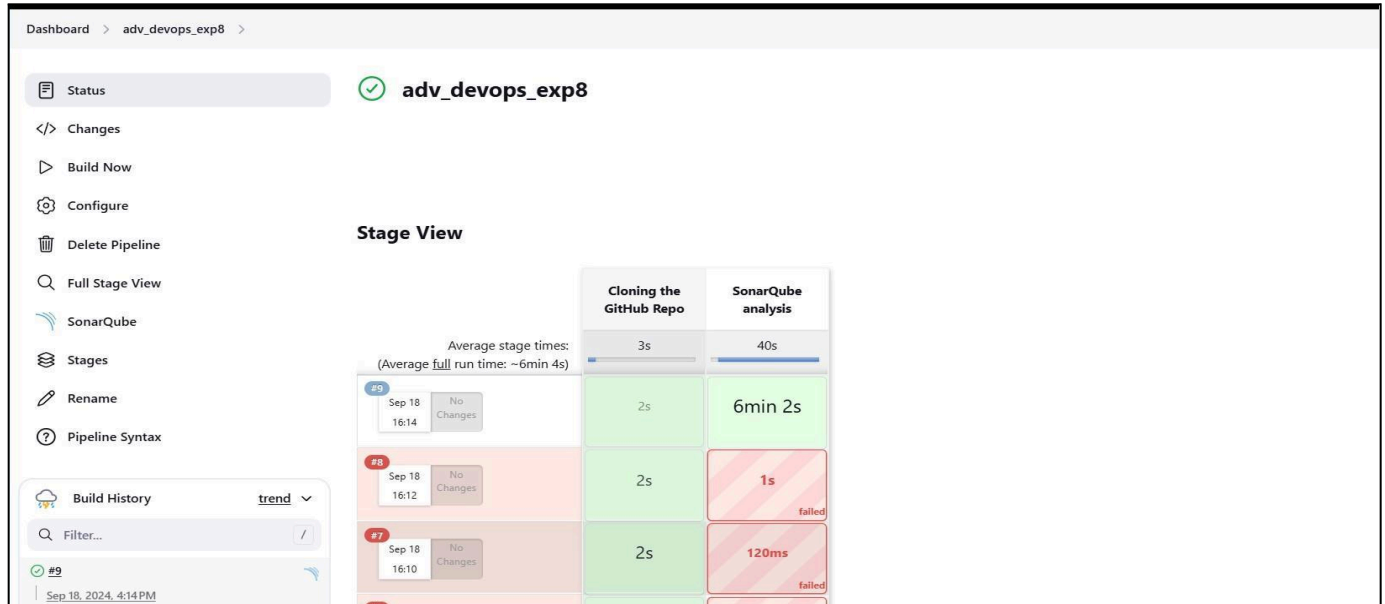 Dashboard > adv_devops_exp8 >
Status
Changes
Build Now
Configure
Delete Pipeline
Full Stage View
SonarQube
Stages
Rename
Pipeline Syntax
Build History trend
Filter... /
#9
Sep 18, 2024, 4:14 PM
adv_devops_exp8
Stage View
Cloning the
GitHub Repo
SonarQube
analysis
Average stage times:
(Average full run time: ~6min 4s)
3s 40s
#9
Sep 18
16:14
No
Changes
2s 6min 2s
#8
Sep 18
16:12
No
Changes
2s 1s
failed
#7
Sep 18
16:10
No
Changes
2s 120ms
failed